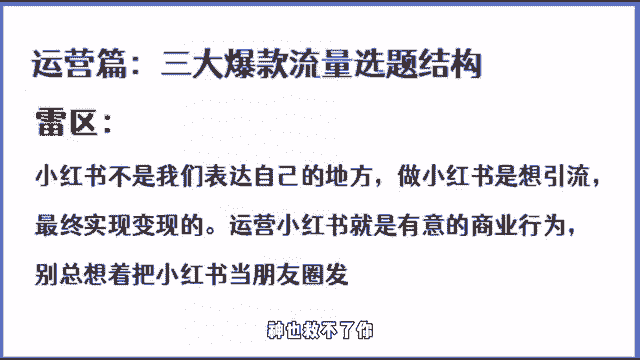 运营篇：三大爆款流量选题结构
雷区：
小红书不是我们表达自己的地方，做小红书是想引流，
最终实现变现的。运营小红书就是有意的商业行为，
别总想着把小红书当朋友圈发
神也救不了你